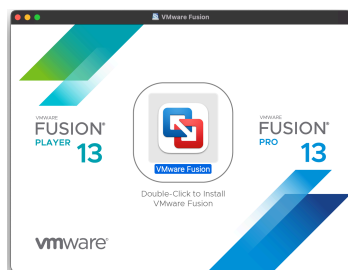 VMware Fusion
VMWARE
FUSION®
PLAYER 13
VMware Fusion
Double-Click to Install
VMware Fusion
VMWARE
FUSION®
PRO 13
vmware®